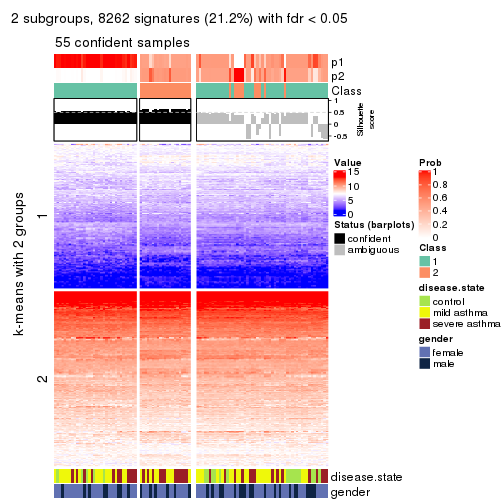 2 subgroups, 8262 signatures (21.2%) with fdr < 0.05
55 confident samples
p1
p2
Class
1
0.5
0
-0.5
Silhouette
score
k-means with 2 groups
1
2
disease.state
gender
Value
15
10
5
0
Status (barplots)
confident
ambiguous
Prob
1
0.8
0.6
0.4
0.2
0
Class
1
2
disease.state
control
mild asthma
severe asthma
gender
female
male